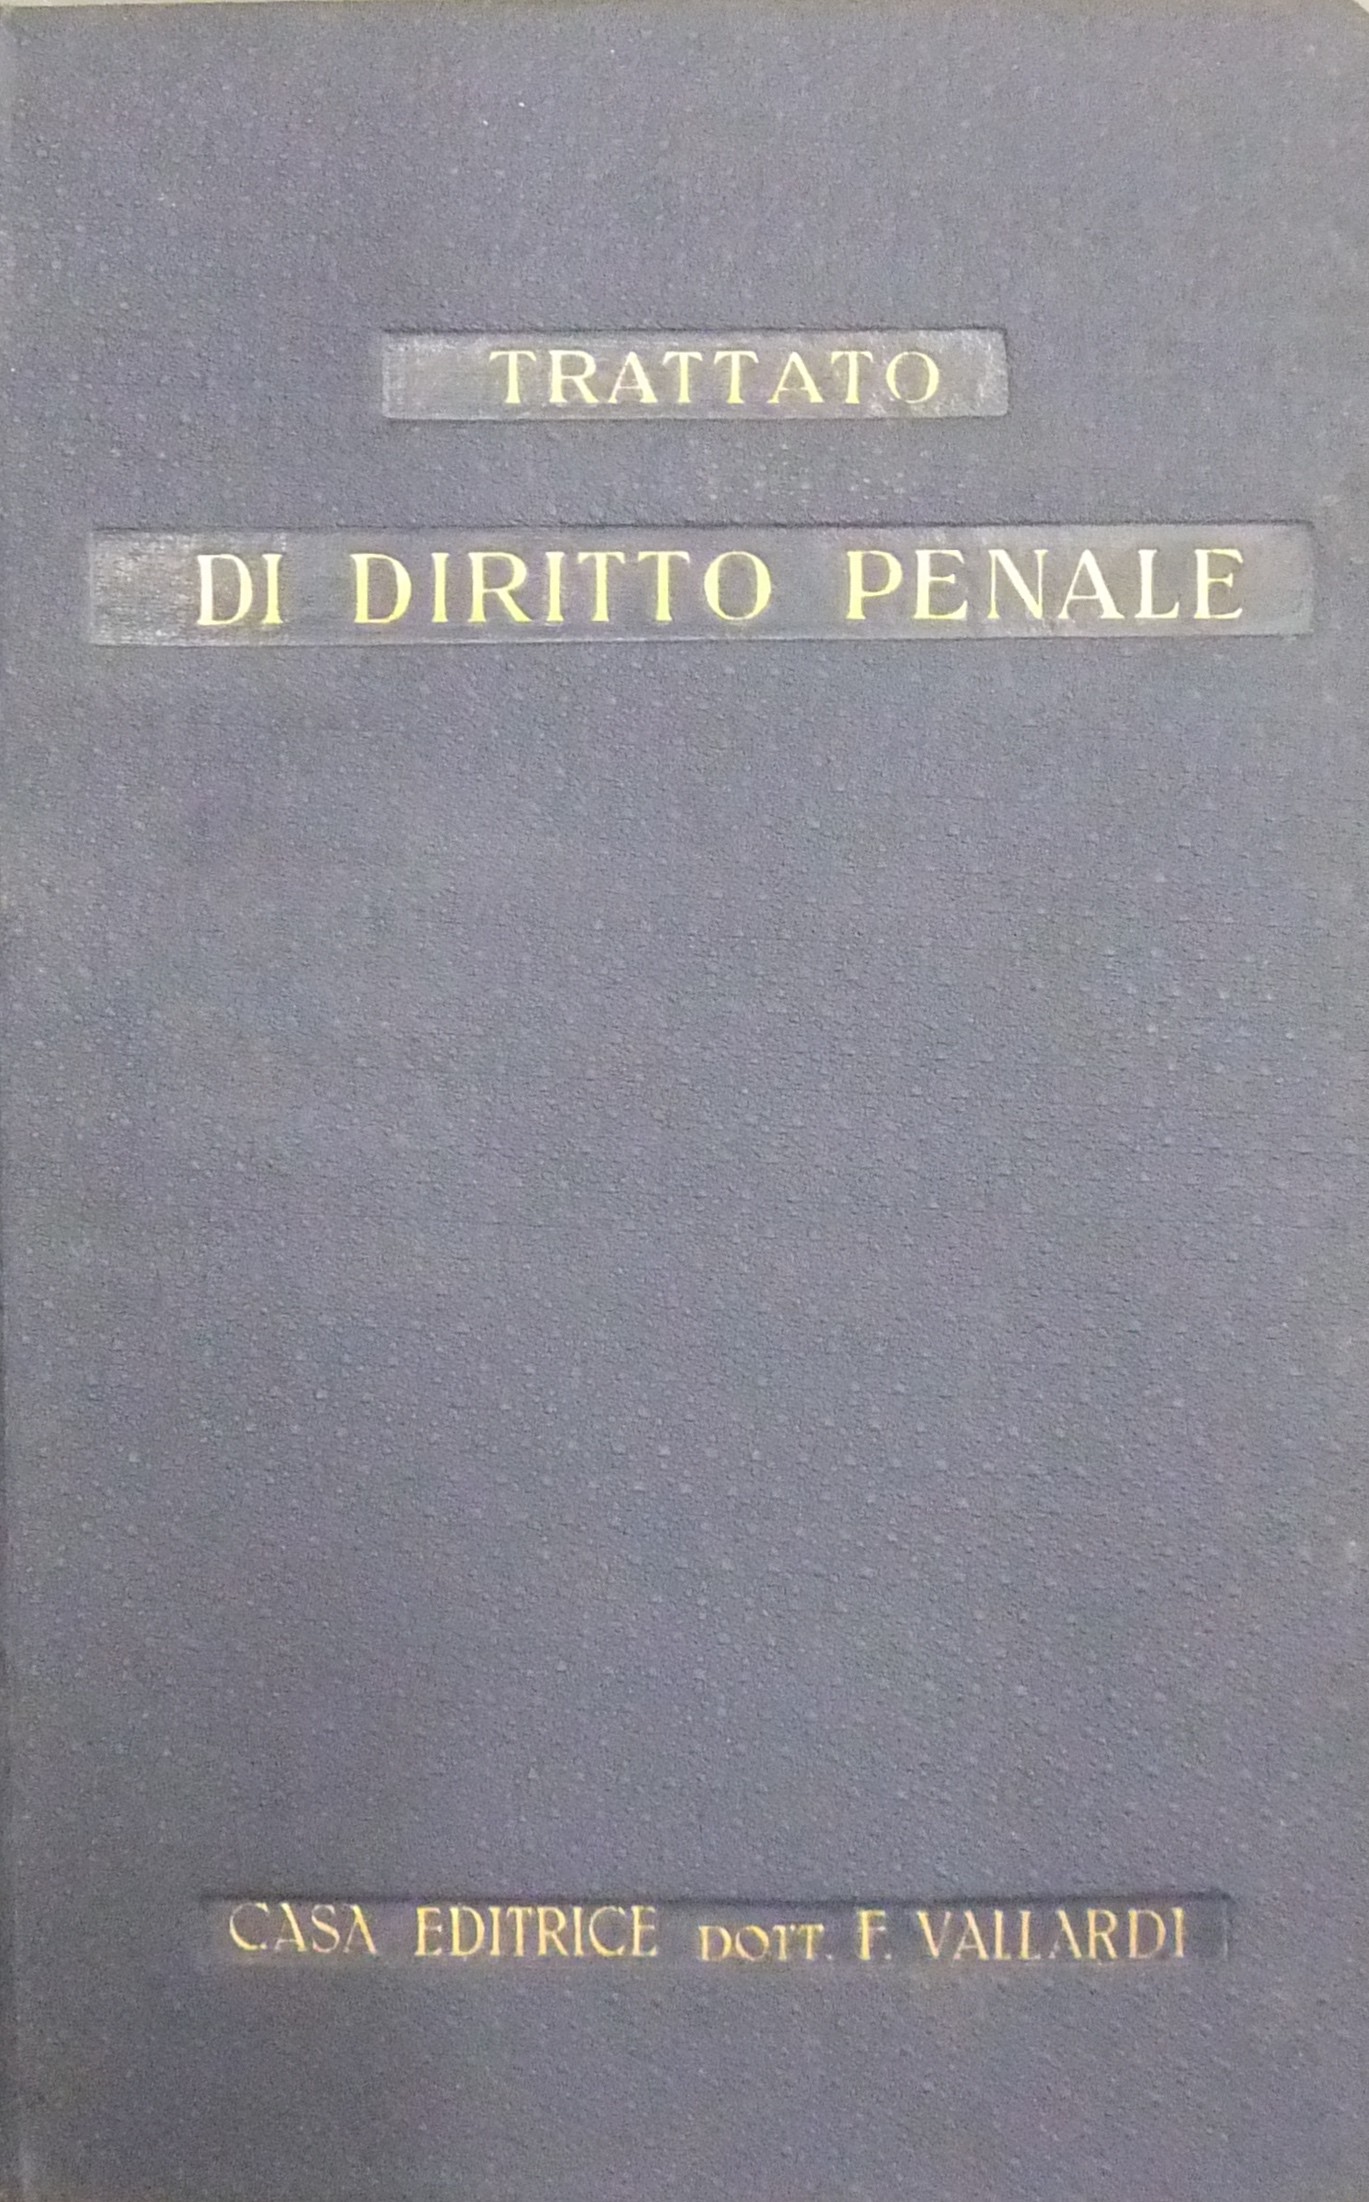 TRATTATO
DI DIRITTO PENALE
CASA EDITRICE DOTT. F. VALLARDI